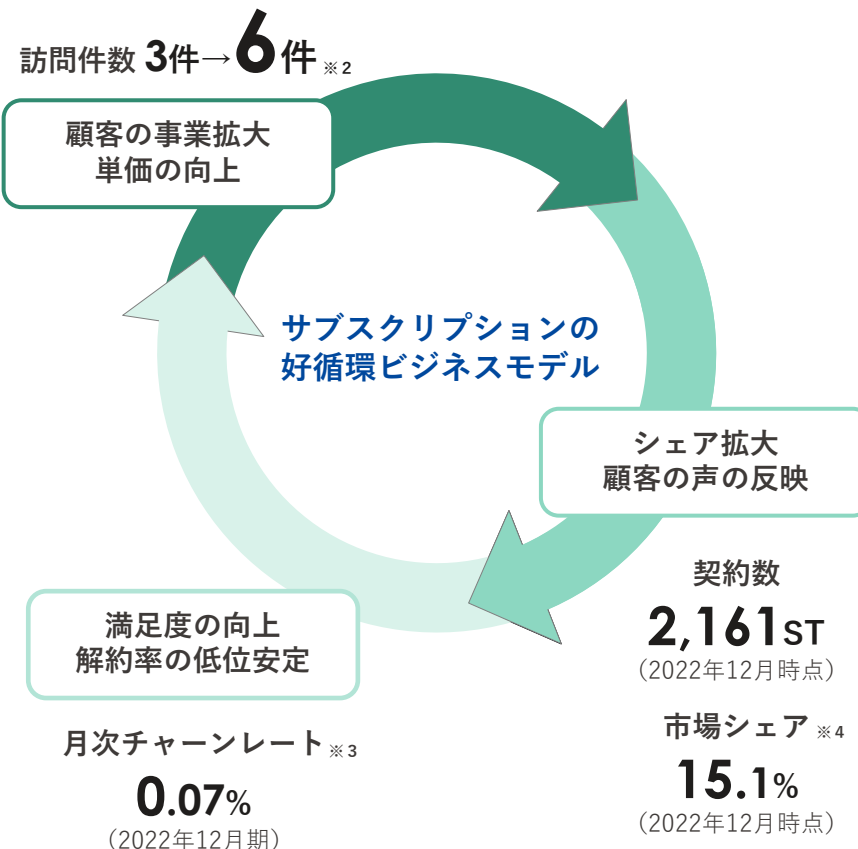 訪問件数 3件→6件 ※2
顧客の事業拡大
単価の向上
サブスクリプションの
好循環ビジネスモデル
シェア拡大
顧客の声の反映
契約数
2,161ST
（2022年12月時点）
市場シェア ※4
15.1%
（2022年12月時点）
満足度の向上
解約率の低位安定
月次チャーンレート※3
0.07%
（2022年12月期）